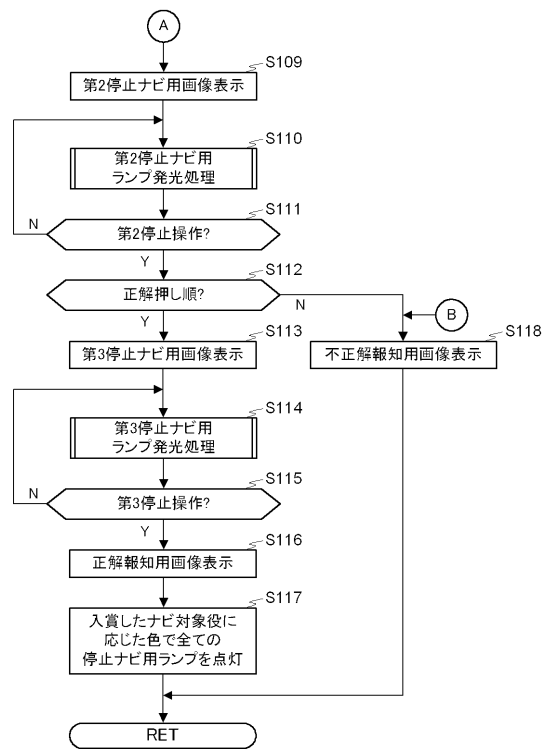 A
S109
第2停止ナビ用画像表示
S110
第2停止ナビ用
ランプ発光処理
S111
第2停止操作?
N
Y
S112
正解押し順?
N
Y
B
S113
第3停止ナビ用画像表示
S118
不正解報知用画像表示
S114
第3停止ナビ用
ランプ発光処理
S115
第3停止操作?
N
Y
S116
正解報知用画像表示
S117
入賞したナビ対象役に
応じた色で全ての
停止ナビ用ランプを点灯
RET